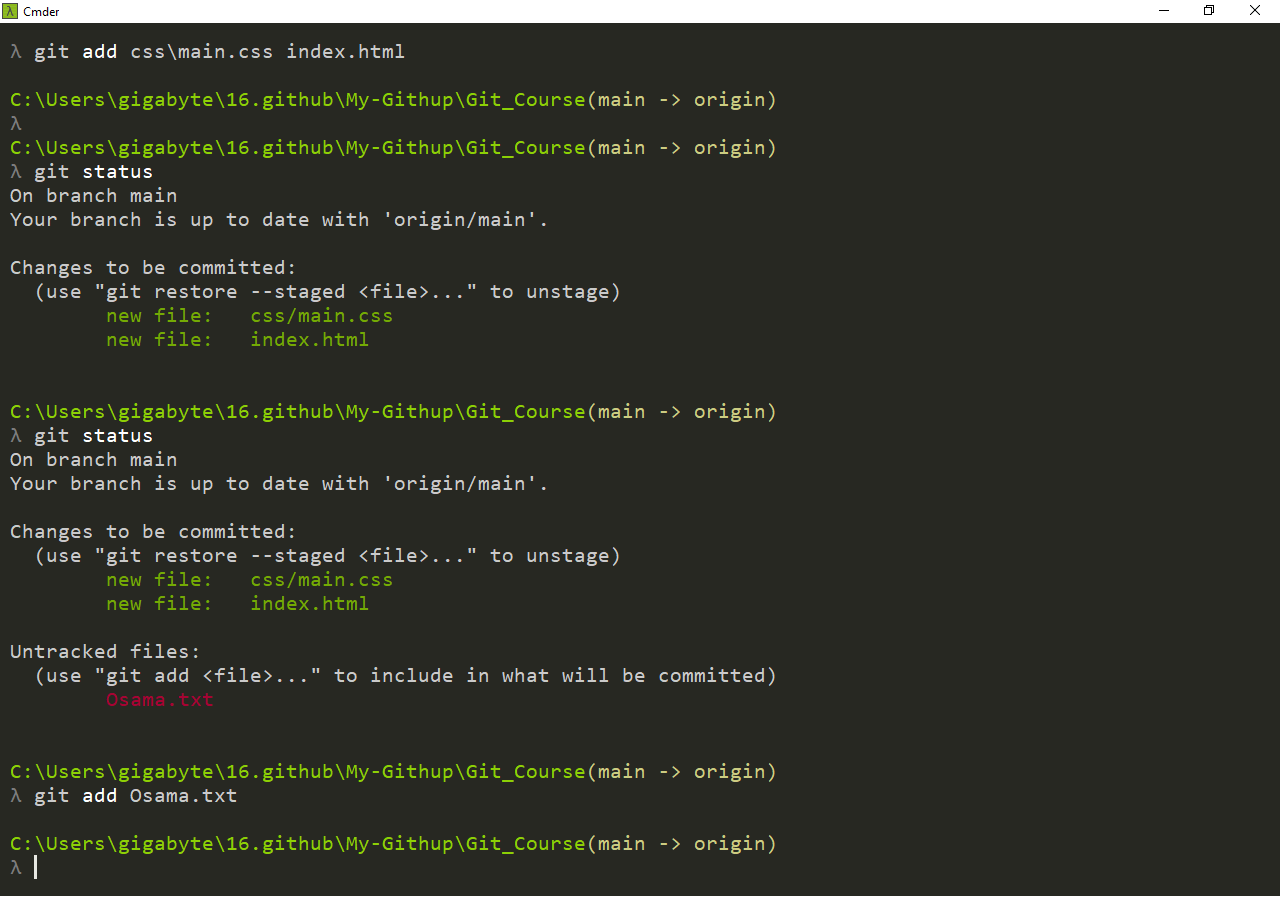 λ Cmder
λ git add css\main.css index.html
C:\Users\gigabyte\16.github\My-Githup\Git_Course(main -> origin)
λ
C:\Users\gigabyte\16.github\My-Githup\Git_Course(main -> origin)
λ git status
On branch main
Your branch is up to date with 'origin/main'.
Changes to be committed:
  (use "git restore --staged <file>..." to unstage)
        new file:   css/main.css
        new file:   index.html
C:\Users\gigabyte\16.github\My-Githup\Git_Course(main -> origin)
λ git status
On branch main
Your branch is up to date with 'origin/main'.
Changes to be committed:
  (use "git restore --staged <file>..." to unstage)
        new file:   css/main.css
        new file:   index.html
Untracked files:
  (use "git add <file>..." to include in what will be committed)
        Osama.txt
C:\Users\gigabyte\16.github\My-Githup\Git_Course(main -> origin)
λ git add Osama.txt
C:\Users\gigabyte\16.github\My-Githup\Git_Course(main -> origin)
λ